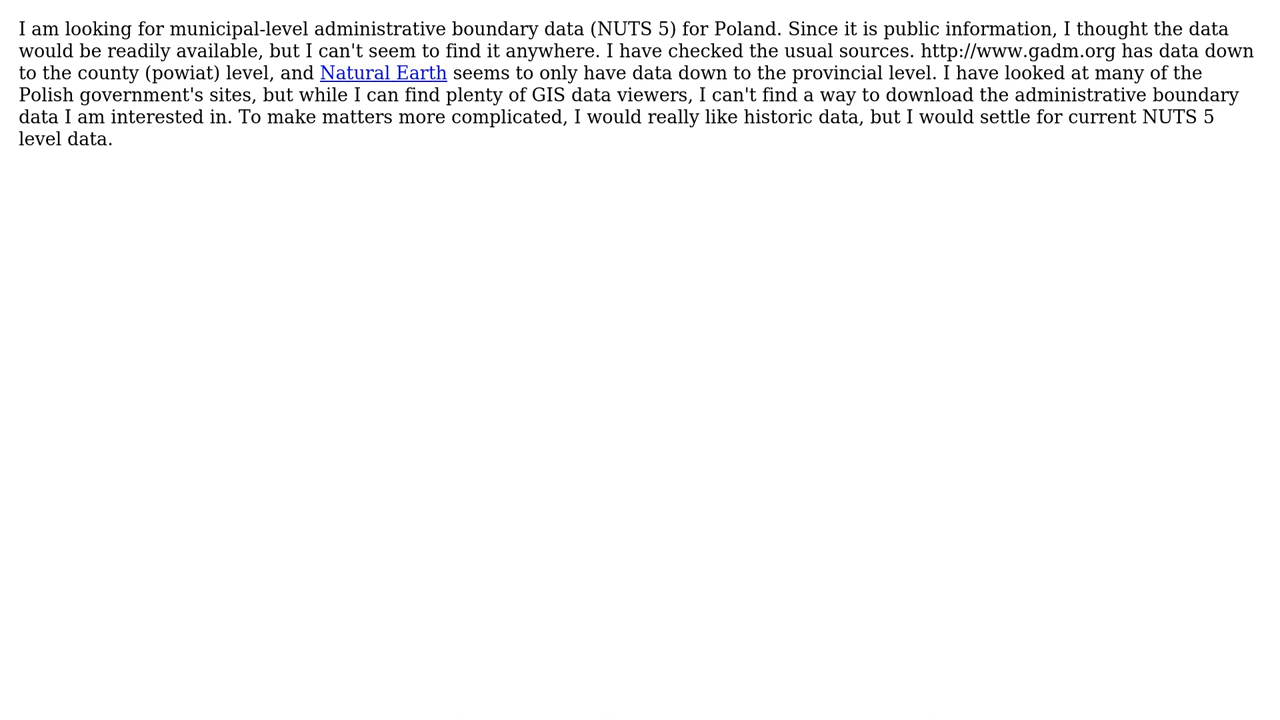 I am looking for municipal-level administrative boundary data (NUTS 5) for Poland. Since it is public information, I thought the data
would be readily available, but I can't seem to find it anywhere. I have checked the usual sources. http://www.gadm.org has data down
to the county (powiat) level, and Natural Earth seems to only have data down to the provincial level. I have looked at many of the
Polish government's sites, but while I can find plenty of GIS data viewers, I can't find a way to download the administrative boundary
data I am interested in. To make matters more complicated, I would really like historic data, but I would settle for current NUTS 5
level data.